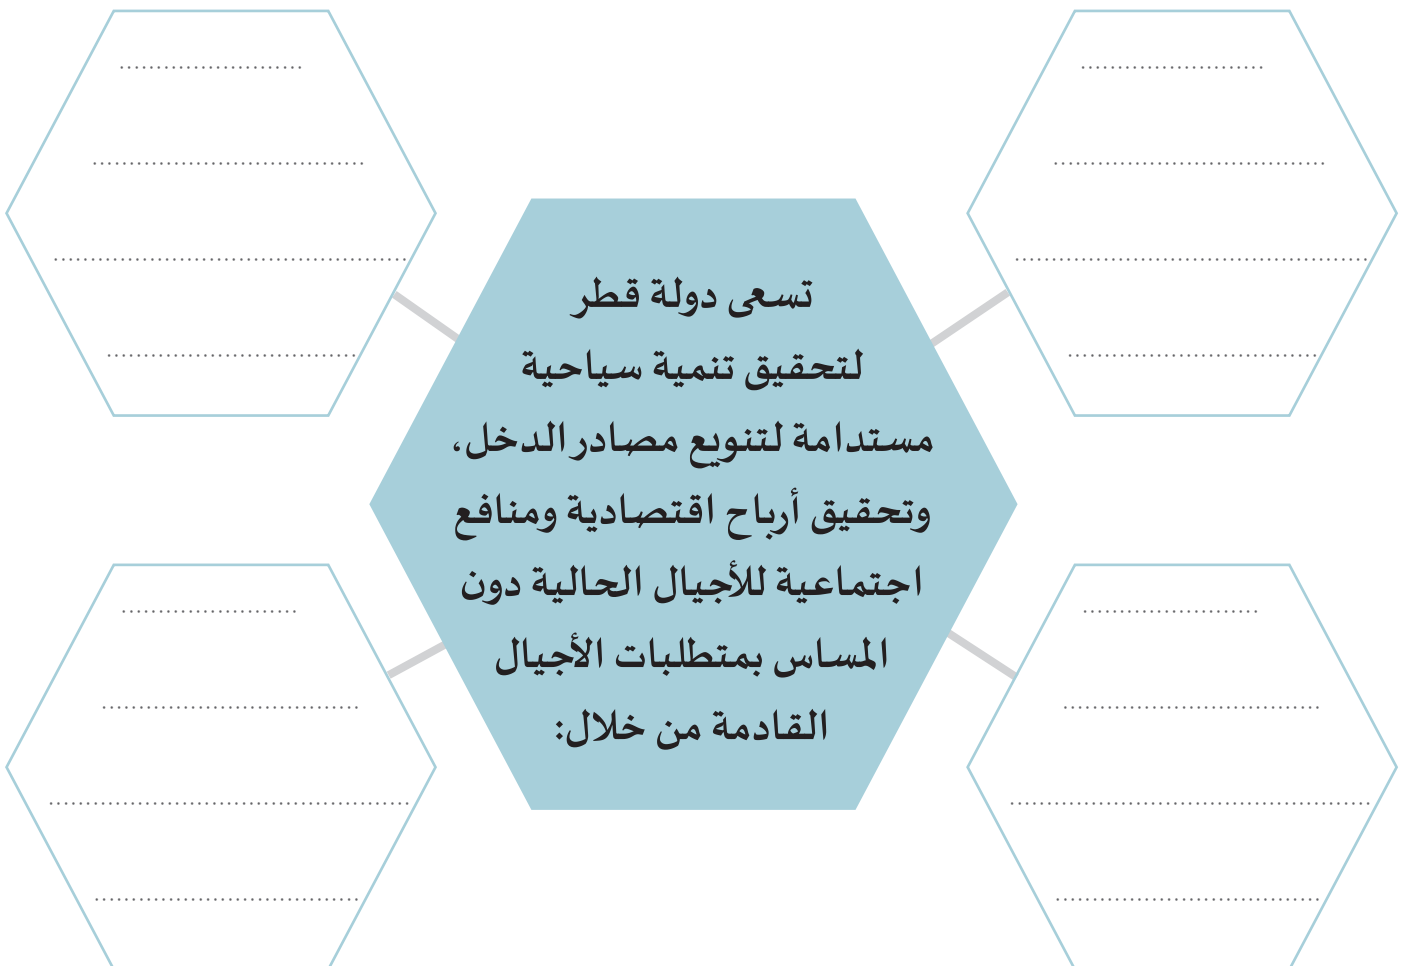 تسعى دولة قطر
لتحقيق تنمية سياحية
مستدامة لتنويع مصادر الدخل،
وتحقيق أرباح اقتصادية ومنافع
اجتماعية للأجيال الحالية دون
المساس بمتطلبات الأجيال
القادمة من خلال: